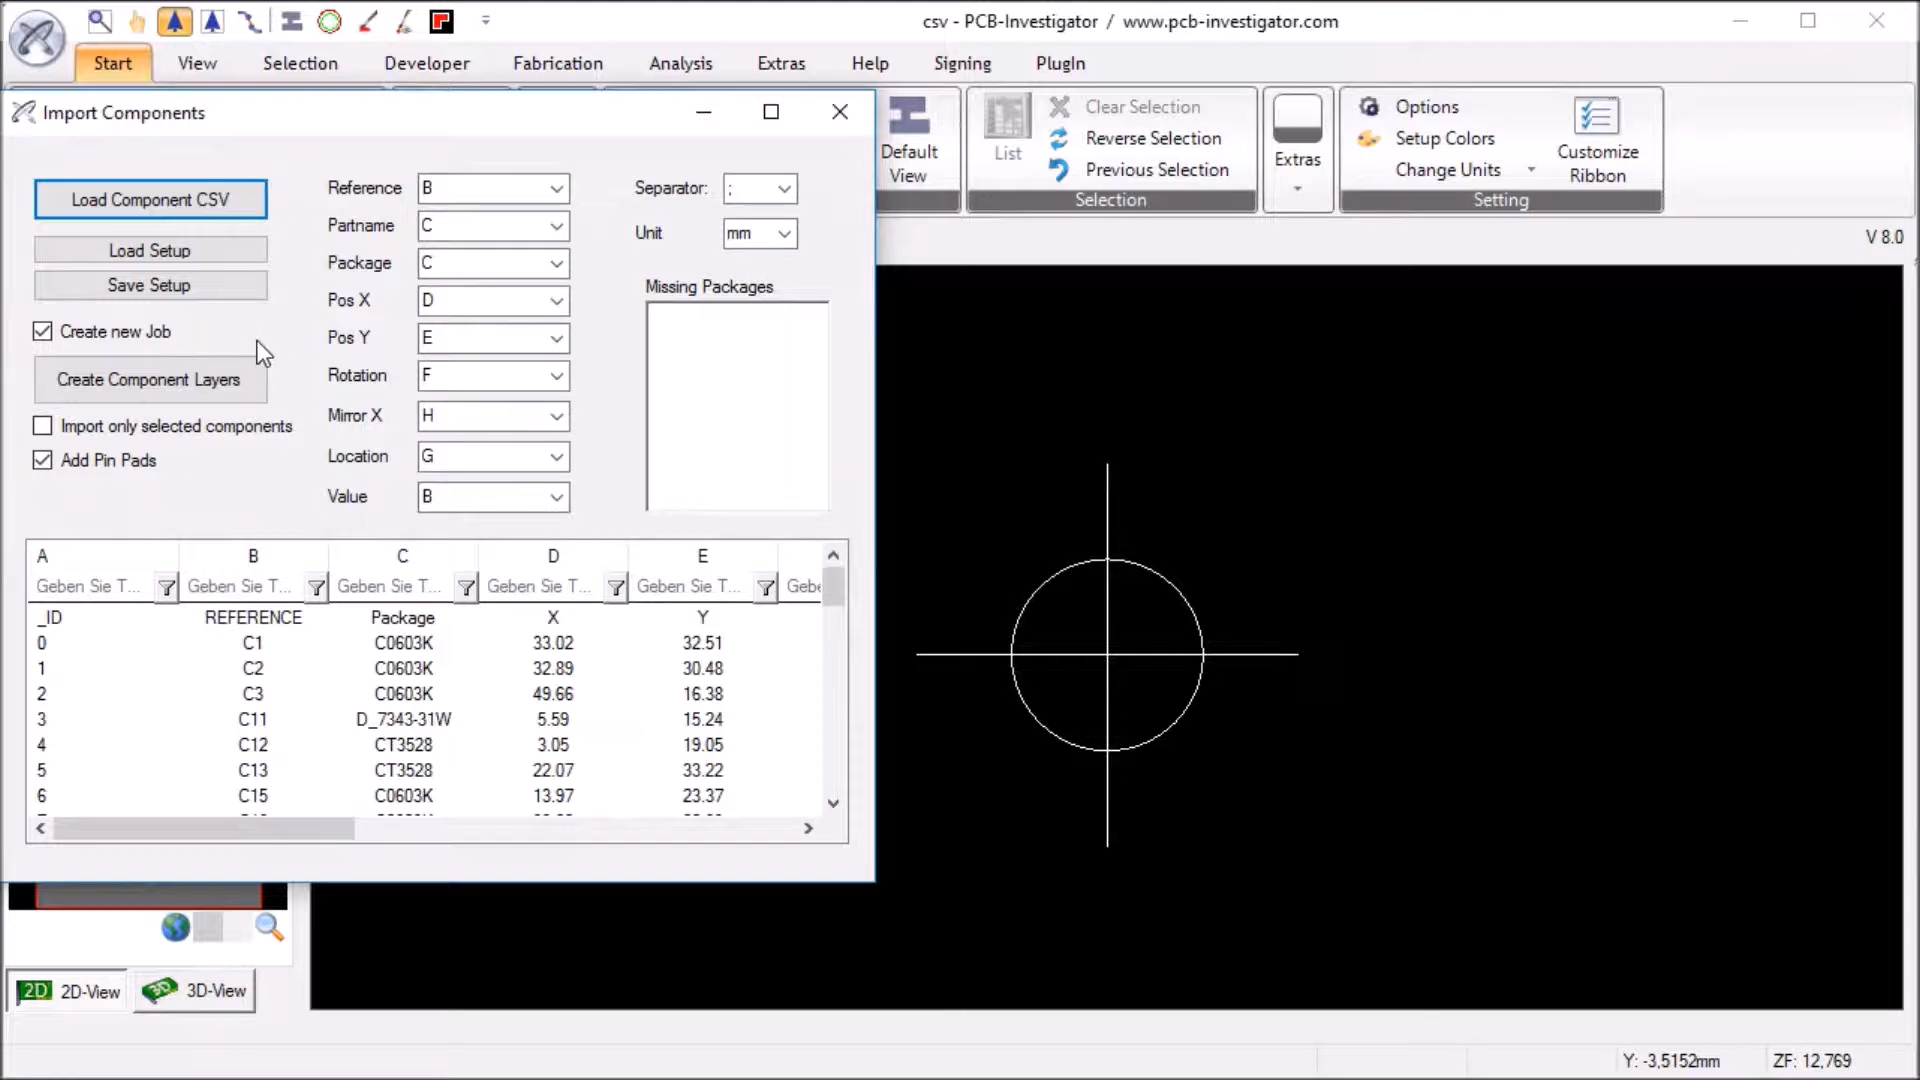 csv - PCB-Investigator / www.pcb-investigator.com
Start View Selection Developer Fabrication Analysis Extras Help Signing PlugIn
Import Components
Default View
List
Clear Selection
Reverse Selection
Previous Selection
Selection
Extras
Options
Setup Colors
Change Units
Customize Ribbon
Setting
V 8.0
Load Component CSV
Load Setup
Save Setup
Create new Job
Create Component Layers
Import only selected components
Add Pin Pads
Reference B
Partname C
Package C
Pos X D
Pos Y E
Rotation F
Mirror X H
Location G
Value B
Separator: ;
Unit mm
Missing Packages
A B C D E
Geben Sie T... Geben Sie T... Geben Sie T... Geben Sie T... Geben Sie T... Gebe
_ID REFERENCE Package X Y
0 C1 C0603K 33.02 32.51
1 C2 C0603K 32.89 30.48
2 C3 C0603K 49.66 16.38
3 C11 D_7343-31W 5.59 15.24
4 C12 CT3528 3.05 19.05
5 C13 CT3528 22.07 33.22
6 C15 C0603K 13.97 23.37
2D 2D-View 3D 3D-View
Y: -3,5152mm ZF: 12,769